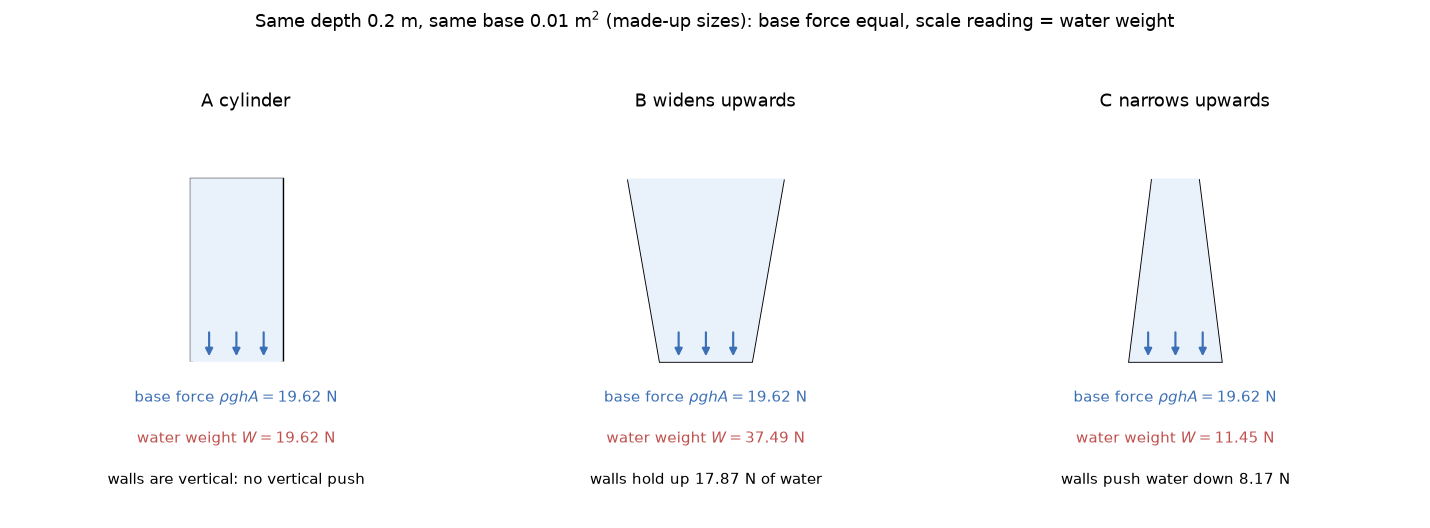 Same depth 0.2 m, same base 0.01 m² (made-up sizes): base force equal, scale reading = water weight
A cylinder
B widens upwards
C narrows upwards
base force ρghA = 19.62 N
base force ρghA = 19.62 N
base force ρghA = 19.62 N
water weight W = 19.62 N
water weight W = 37.49 N
water weight W = 11.45 N
walls are vertical: no vertical push
walls hold up 17.87 N of water
walls push water down 8.17 N